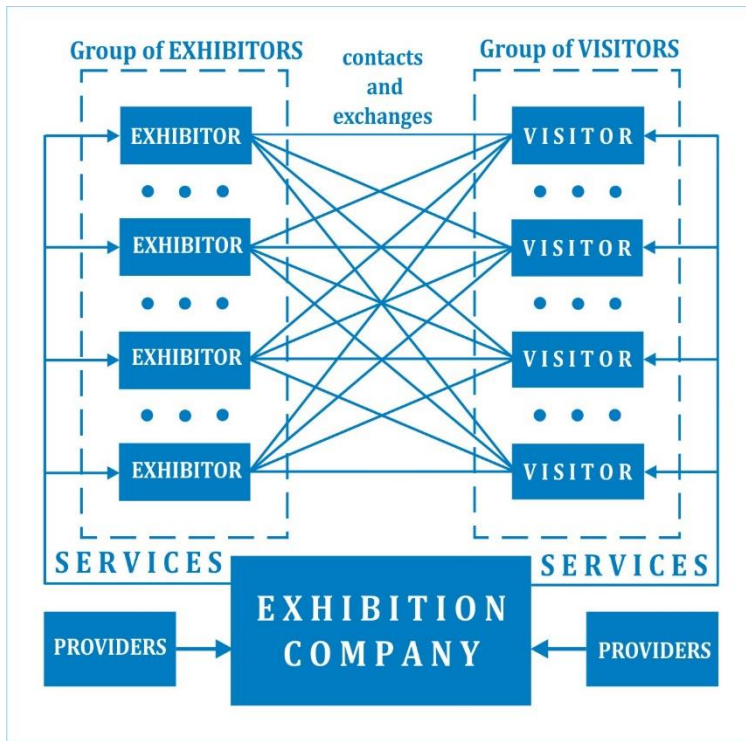 Group of EXHIBITORS
Group of VISITORS
contacts
and
exchanges
EXHIBITOR
VISITOR
EXHIBITOR
VISITOR
EXHIBITOR
VISITOR
EXHIBITOR
VISITOR
SERVICES
SERVICES
EXHIBITION
COMPANY
PROVIDERS
PROVIDERS